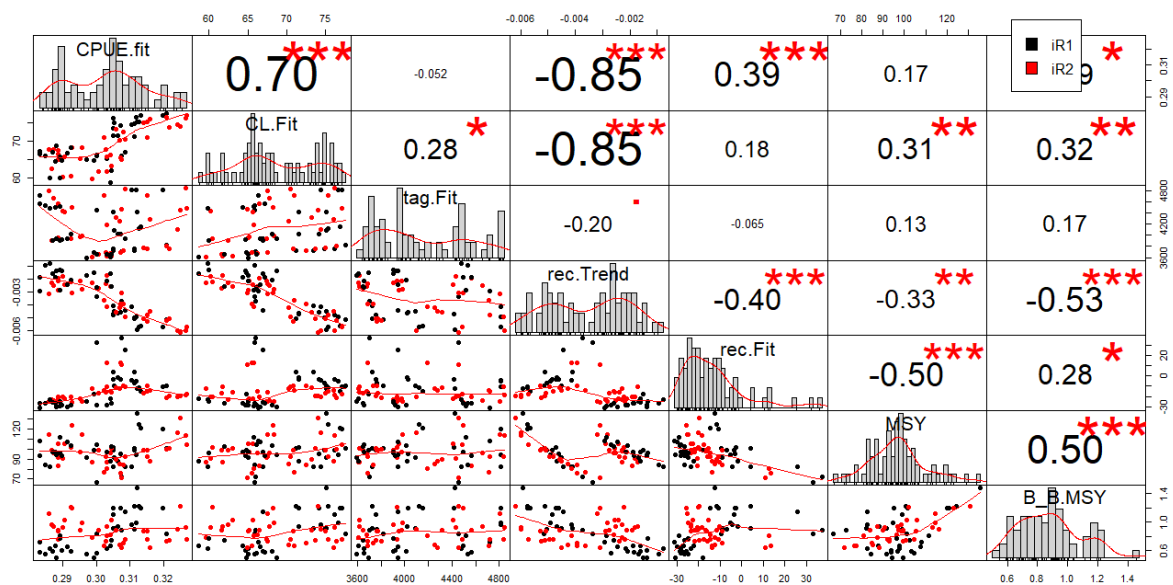 60 65 70 75 -0.006 -0.004 -0.002 70 80 100 120
CPUE.fit 0.70 *** -0.052 -0.85 *** 0.39 *** 0.17 9 * 0.29 0.31
iR1
iR2
60 70 CL.Fit 0.28 * -0.85 *** 0.18 0.31 ** 0.32 **
tag.Fit -0.20 -0.065 0.13 0.17 3600 4200 4800
-0.006 -0.003 rec.Trend -0.40 *** -0.33 ** -0.53 ***
rec.Fit -0.50 *** 0.28 * -30 0 20
70 90 120 MSY 0.50 ***
B_B.MSY 0.6 1.0 1.4
0.29 0.30 0.31 0.32 3600 4000 4400 4800 -30 -10 0 10 30 0.6 0.8 1.0 1.2 1.4